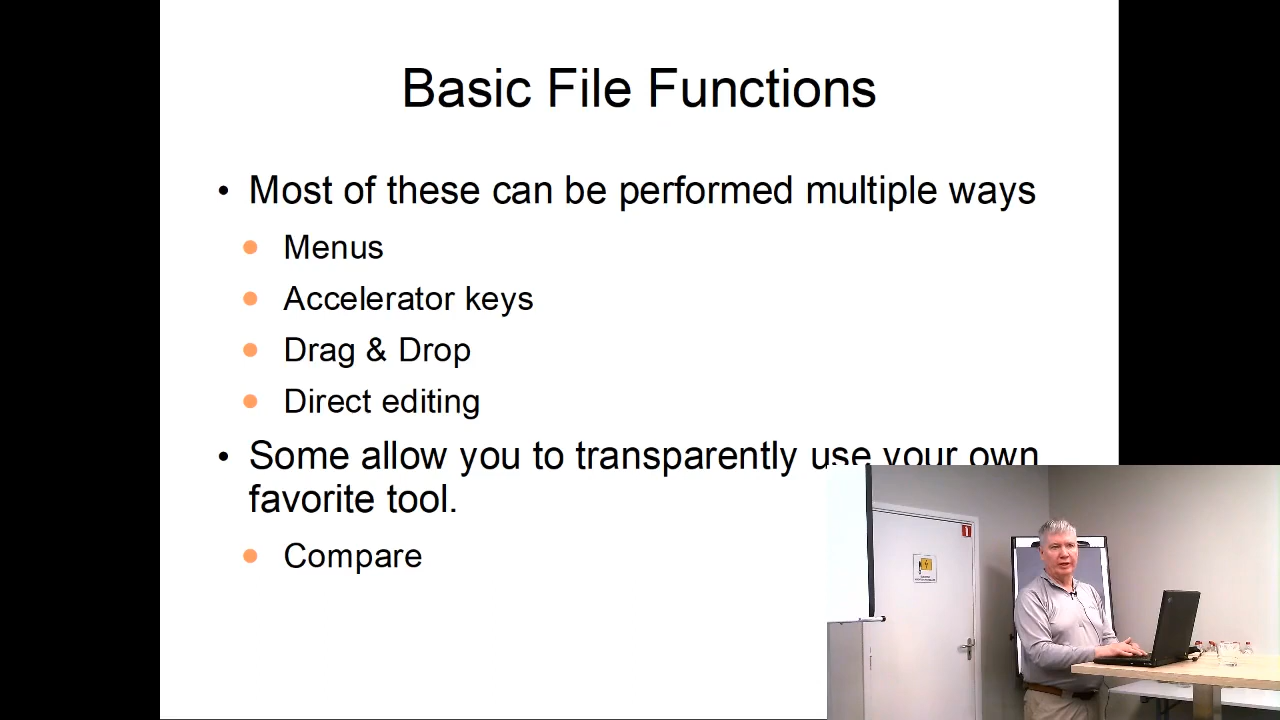 Basic File Functions
• Most of these can be performed multiple ways
Menus
Accelerator keys
Drag & Drop
Direct editing
• Some allow you to transparently use your own
favorite tool.
Compare